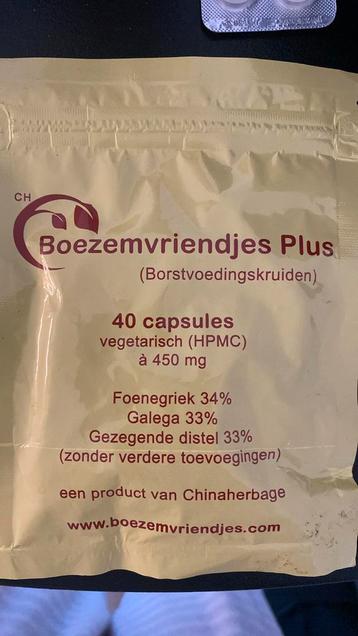 CH
Boezemvriendjes Plus
(Borstvoedingskruiden)
40 capsules
vegetarisch (HPMC)
à 450 mg
Foenegriek 34%
Galega 33%
Gezegende distel 33%
(zonder verdere toevoegingen)
een product van Chinaherbage
www.boezemvriendjes.com